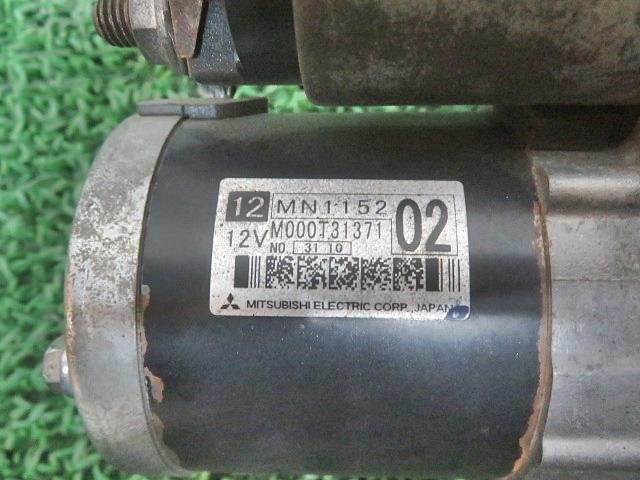 12 MN1152 02
12V M000T31371
NO. 31 10
MITSUBISHI ELECTRIC CORP. JAPAN